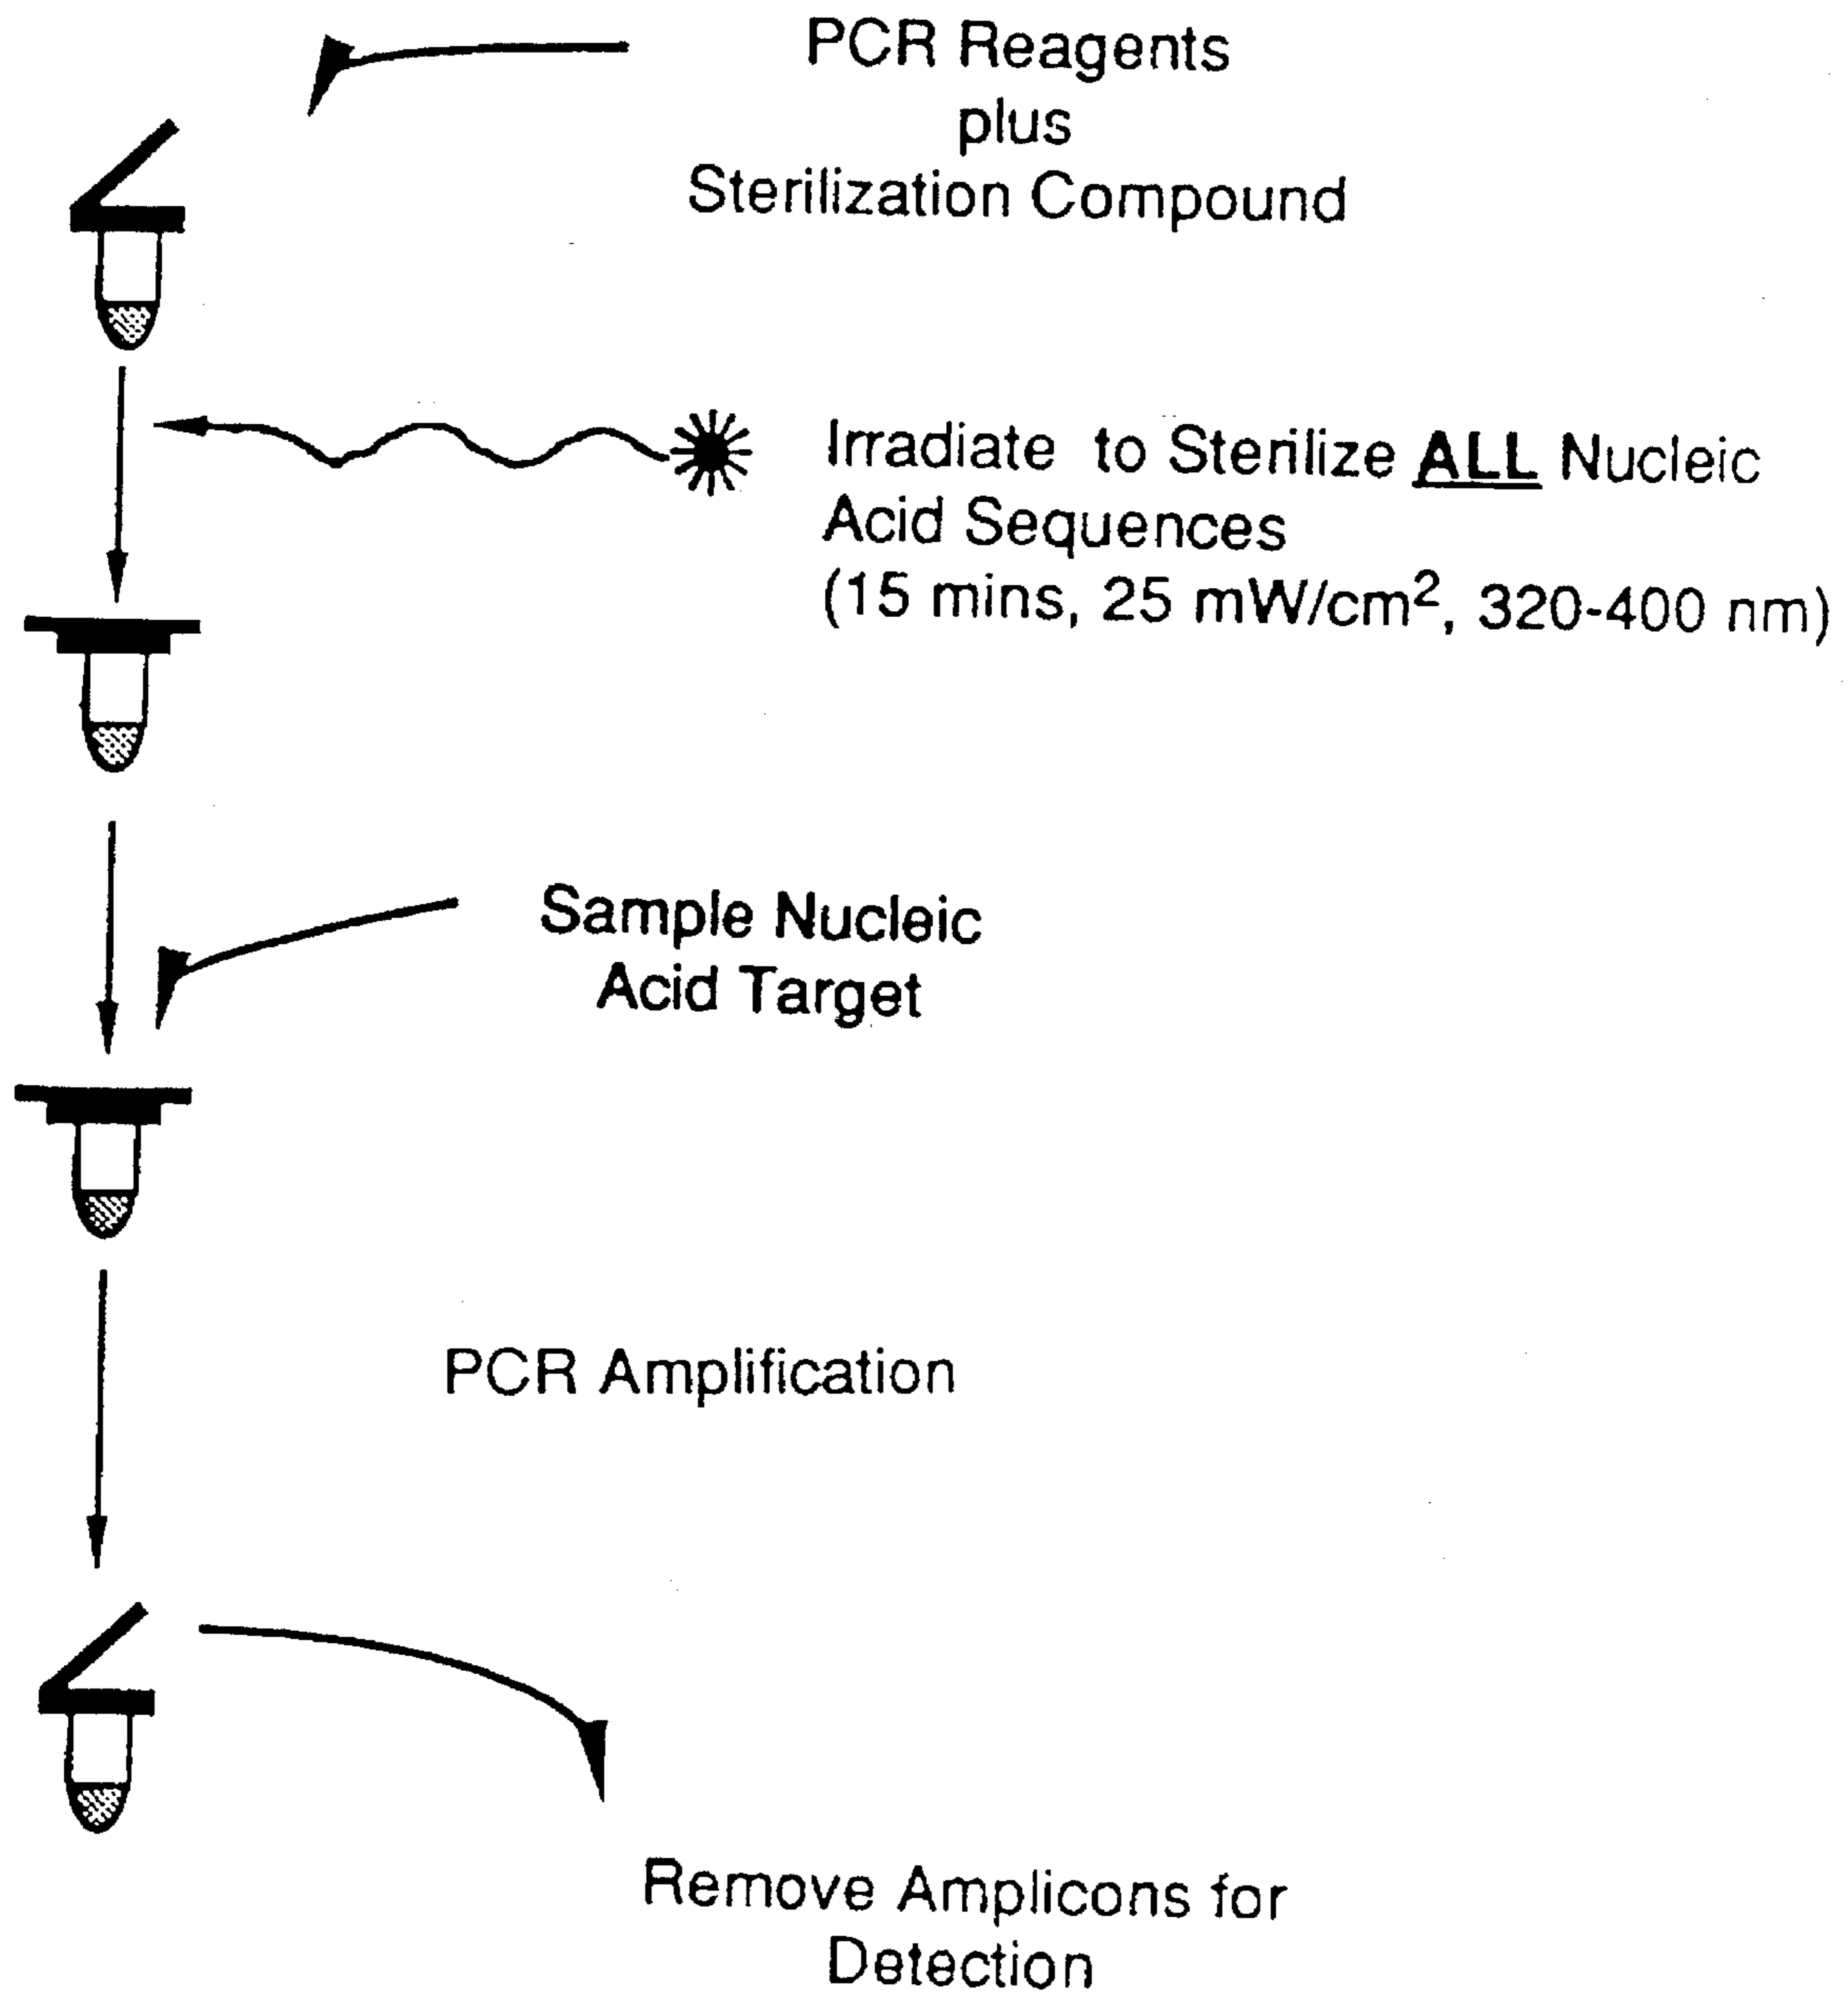 PCR Reagents
plus
Sterilization Compound
Irradiate to Sterilize ALL Nucleic
Acid Sequences
(15 mins, 25 mW/cm², 320-400 nm)
Sample Nucleic
Acid Target
PCR Amplification
Remove Amplicons for
Detection